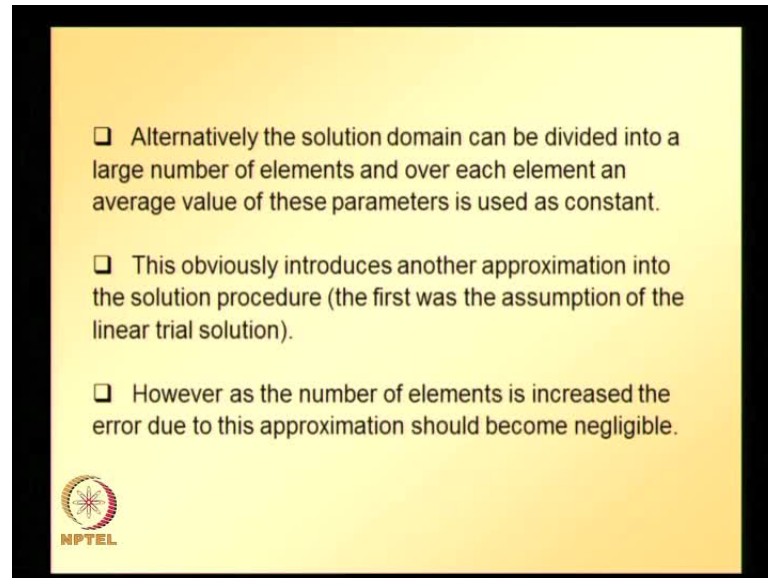 ❑ Alternatively the solution domain can be divided into a
large number of elements and over each element an
average value of these parameters is used as constant.
❑ This obviously introduces another approximation into
the solution procedure (the first was the assumption of the
linear trial solution).
❑ However as the number of elements is increased the
error due to this approximation should become negligible.
NPTEL